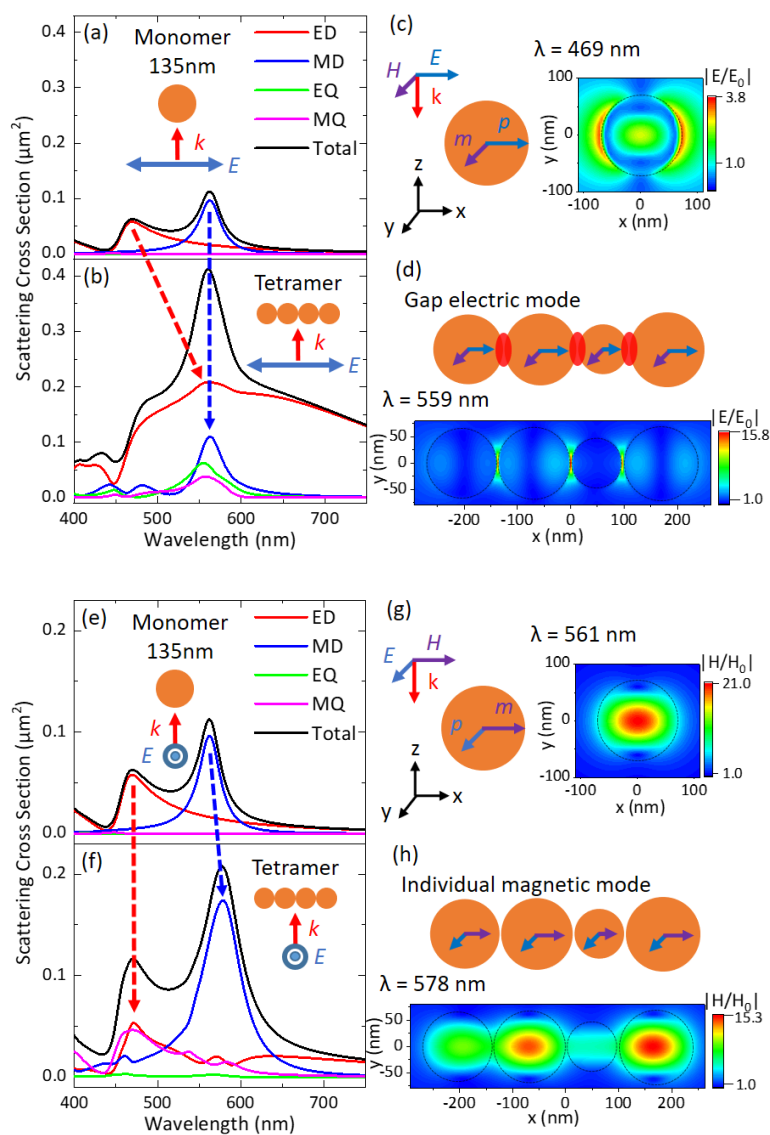 (a)
Monomer
135nm
k
E
ED
MD
EQ
MQ
Total
0.4
0.3
0.2
0.1
0.0
Scattering Cross Section (μm²)
(b)
Tetramer
k
E
0.4
0.3
0.2
0.1
0.0
400 500 600 700
Wavelength (nm)
(c)
E
H
k
m
p
z
x
y
λ = 469 nm
|E/E₀|
3.8
1.0
100
0
-100
y (nm)
-100 0 100
x (nm)
(d)
Gap electric mode
λ = 559 nm
|E/E₀|
15.8
1.0
50
0
-50
y (nm)
-200 -100 0 100 200
x (nm)
(e)
Monomer
135nm
k
E
ED
MD
EQ
MQ
Total
0.2
0.1
0.0
Scattering Cross Section (μm²)
(f)
Tetramer
k
E
0.2
0.1
0.0
400 500 600 700
Wavelength (nm)
(g)
H
E
k
p
m
z
x
y
λ = 561 nm
|H/H₀|
21.0
1.0
100
0
-100
y (nm)
-100 0 100
x (nm)
(h)
Individual magnetic mode
λ = 578 nm
|H/H₀|
15.3
1.0
50
0
-50
y (nm)
-200 -100 0 100 200
x (nm)